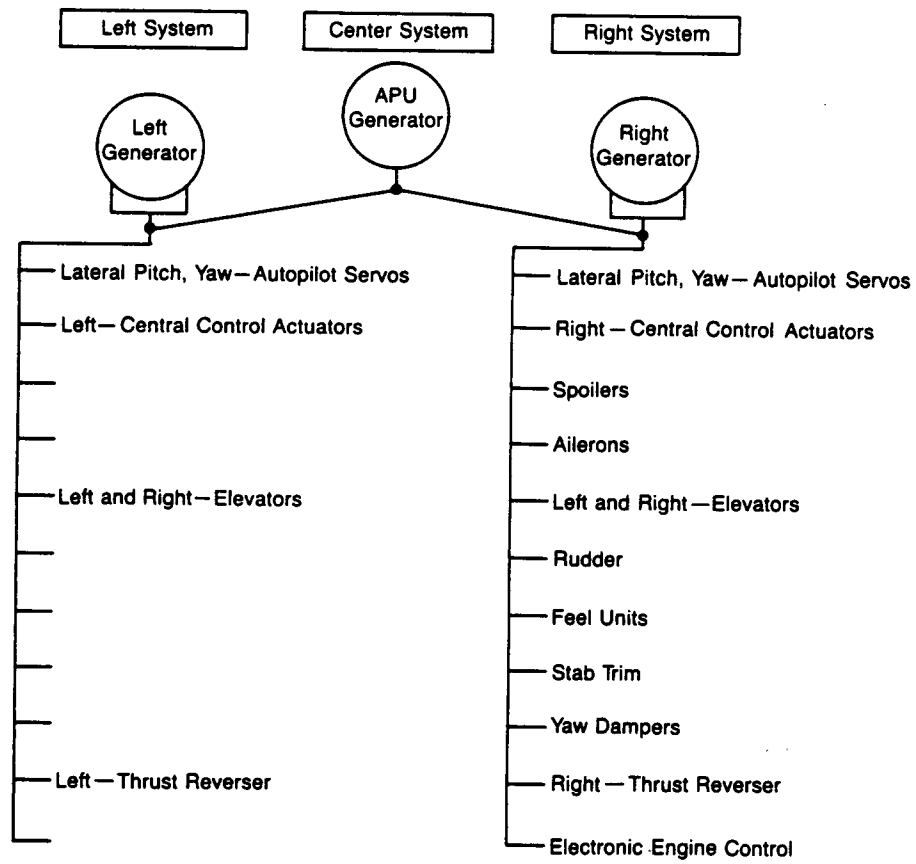 Left System
Center System
Right System
Left
Generator
APU
Generator
Right
Generator
Lateral Pitch, Yaw—Autopilot Servos
Left—Central Control Actuators
Left and Right—Elevators
Left—Thrust Reverser
Lateral Pitch, Yaw—Autopilot Servos
Right—Central Control Actuators
Spoilers
Ailerons
Left and Right—Elevators
Rudder
Feel Units
Stab Trim
Yaw Dampers
Right—Thrust Reverser
Electronic Engine Control